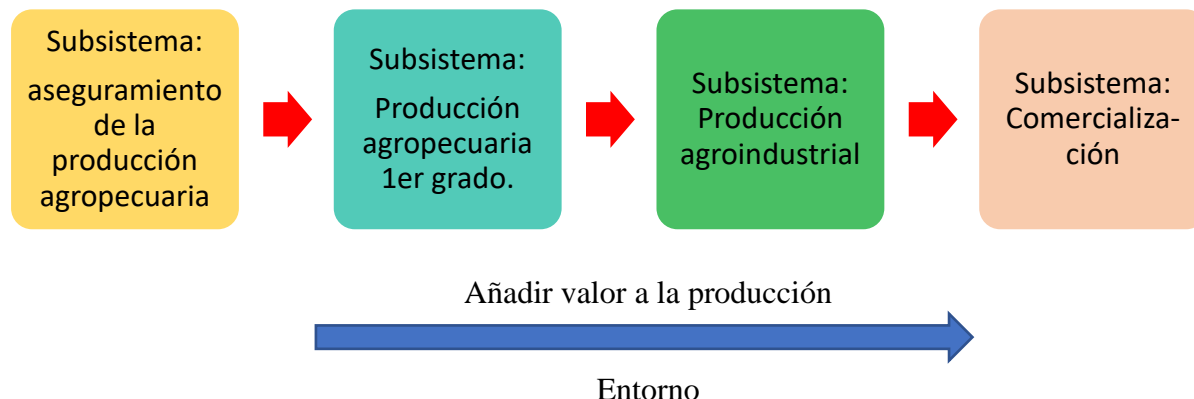 Subsistema:
aseguramiento
de la
producción
agropecuaria
Subsistema:
Producción
agropecuaria
1er grado.
Subsistema:
Producción
agroindustrial
Subsistema:
Comercializa-
ción
Añadir valor a la producción
Entorno